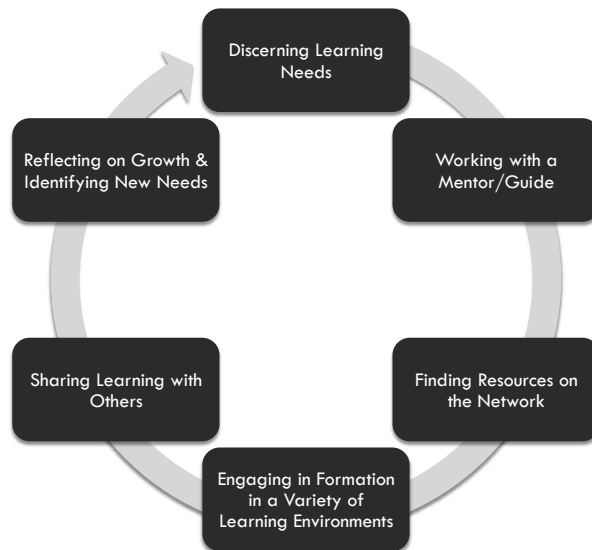 Discerning Learning
Needs
Working with a
Mentor/Guide
Finding Resources on
the Network
Engaging in Formation
in a Variety of
Learning Environments
Sharing Learning with
Others
Reflecting on Growth &
Identifying New Needs